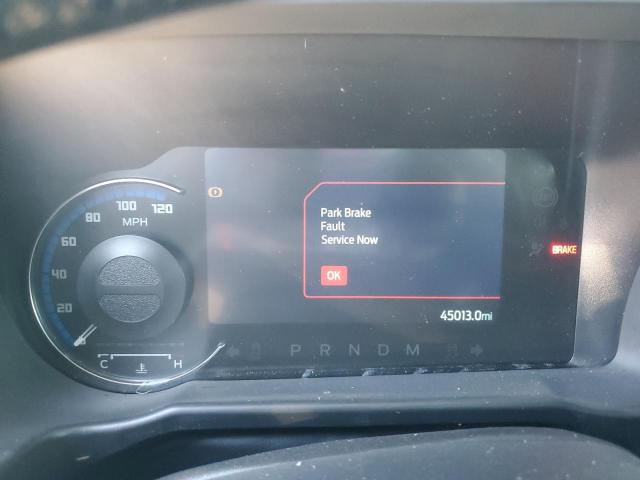 100
120
80
MPH
60
40
20
C
H
Park Brake
Fault
Service Now
OK
BRAKE
45013.0mi
P R N D M